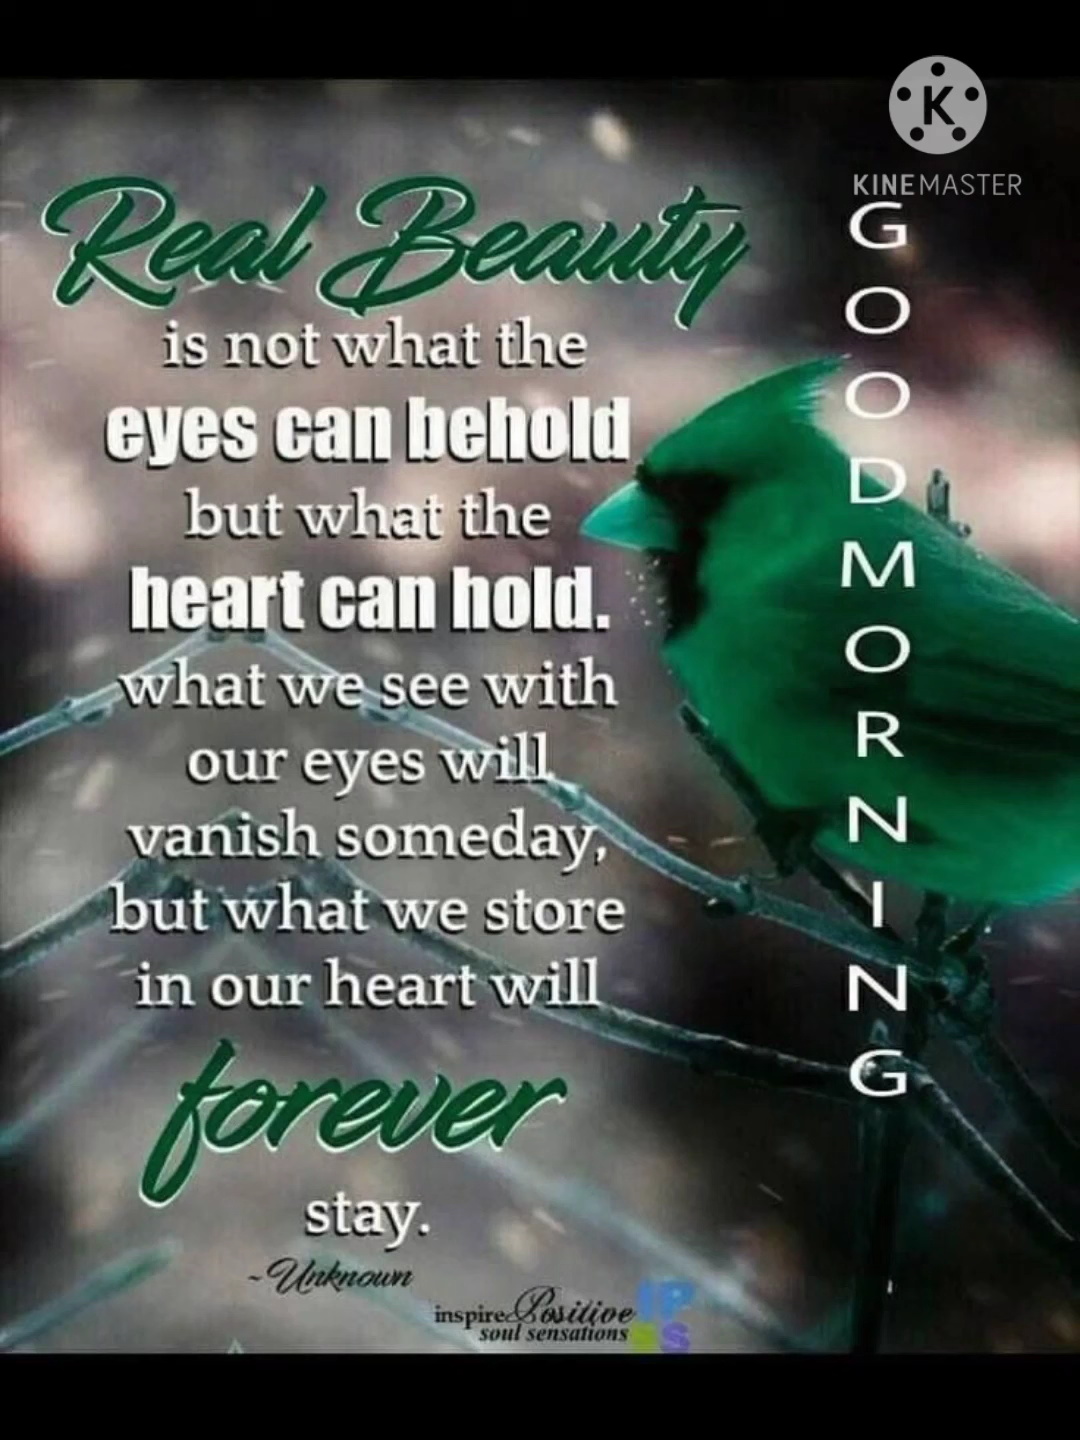 KINEMASTER
Real Beauty
is not what the
eyes can behold
but what the
heart can hold.
what we see with
our eyes will
vanish someday,
but what we store
in our heart will
forever
stay.
~Unknown
inspire Positive
soul sensations
IP
S
G
O
O
D
M
O
R
N
I
N
G